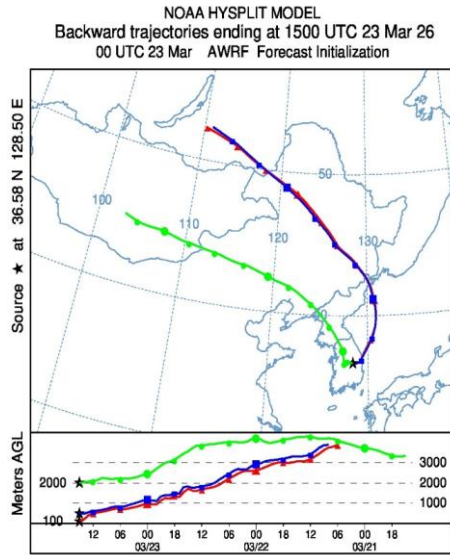 NOAA HYSPLIT MODEL
Backward trajectories ending at 1500 UTC 23 Mar 26
00 UTC 23 Mar AWRF Forecast Initialization
Source ★ at 36.58 N 128.50 E
50
100
110
120
130
40
Meters AGL
2000
100
3000
2000
1000
12 06 00 18 12 06 00 18 12 06 00 18
03/23 03/22 03/21